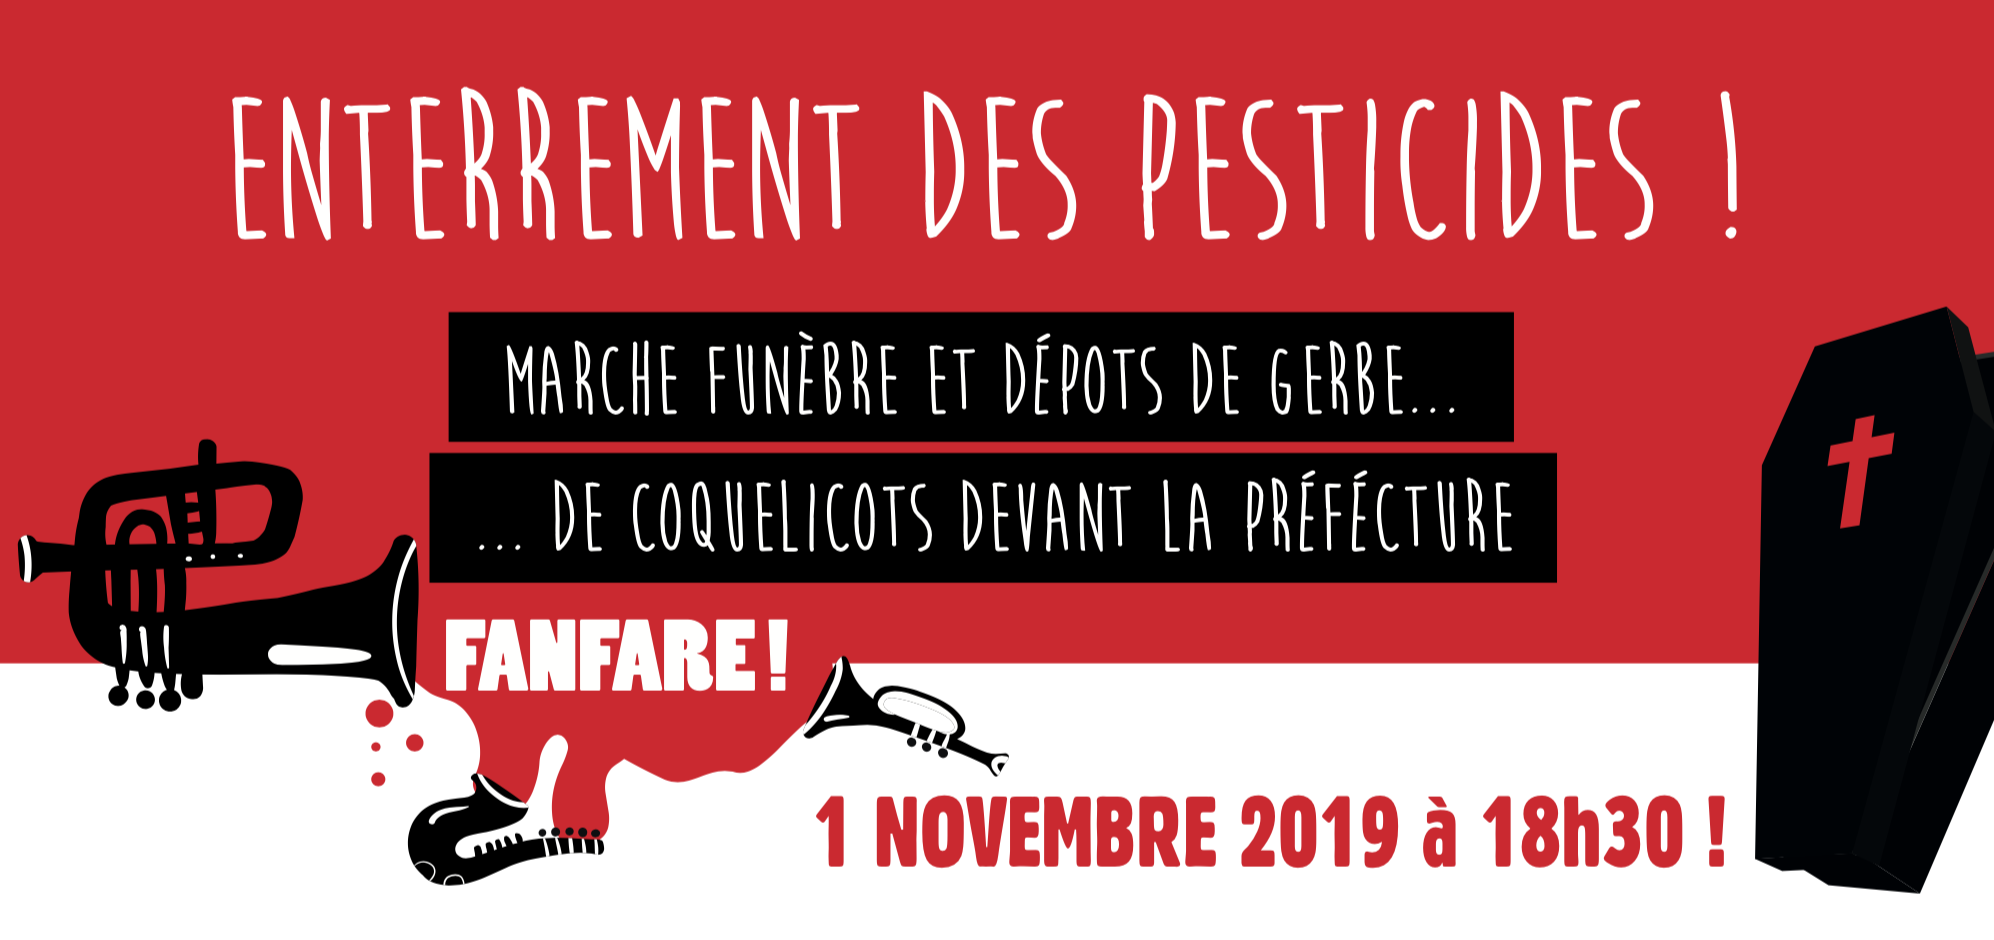 ENTERREMENT DES PESTICIDES !
MARCHE FUNÈBRE ET DÉPOTS DE GERBE...
... DE COQUELICOTS DEVANT LA PRÉFÉCTURE
FANFARE !
1 NOVEMBRE 2019 à 18h30 !